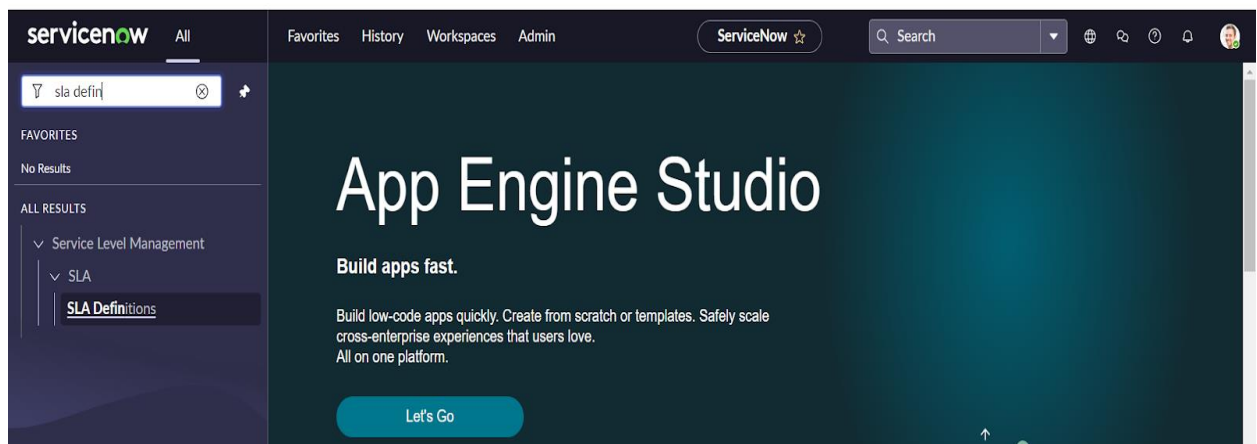 servicenow All Favorites History Workspaces Admin ServiceNow Search
sla defin
FAVORITES
No Results
ALL RESULTS
Service Level Management
SLA
SLA Definitions
App Engine Studio
Build apps fast.
Build low-code apps quickly. Create from scratch or templates. Safely scale
cross-enterprise experiences that users love.
All on one platform.
Let's Go